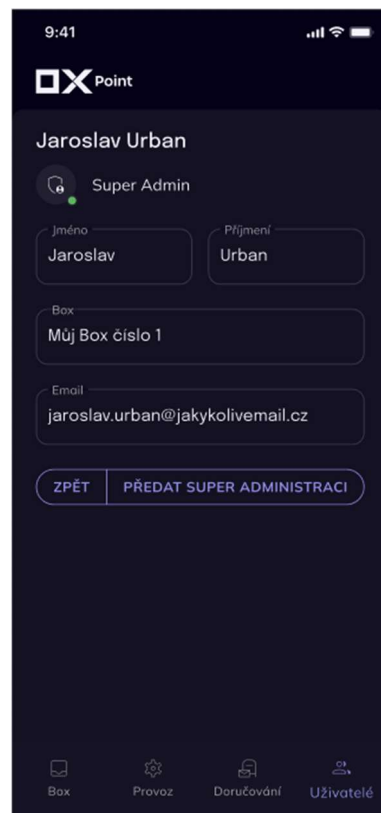 9:41
OX Point
Jaroslav Urban
Super Admin
Jméno
Příjmení
Jaroslav
Urban
Box
Můj Box číslo 1
Email
jaroslav.urban@jakykolivemail.cz
ZPĚT
PŘEDAT SUPER ADMINISTRACI
Box
Provoz
Doručování
Uživatelé